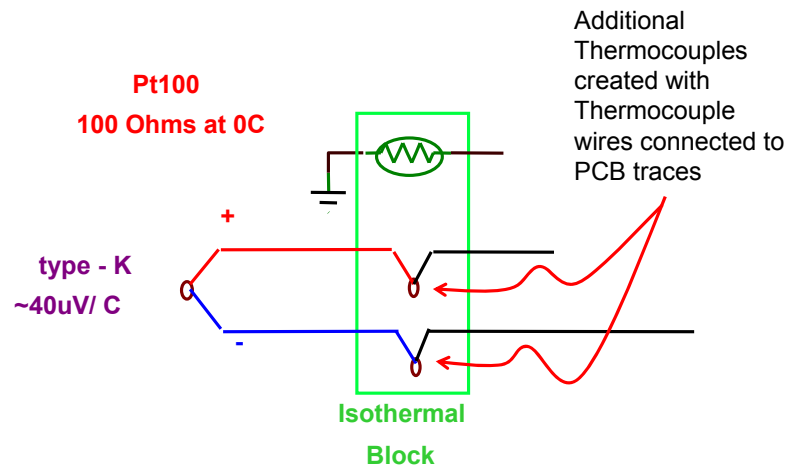 Additional
Thermocouples
created with
Thermocouple
wires connected to
PCB traces
Pt100
100 Ohms at 0C
+
type - K
~40uV/ C
-
Isothermal
Block